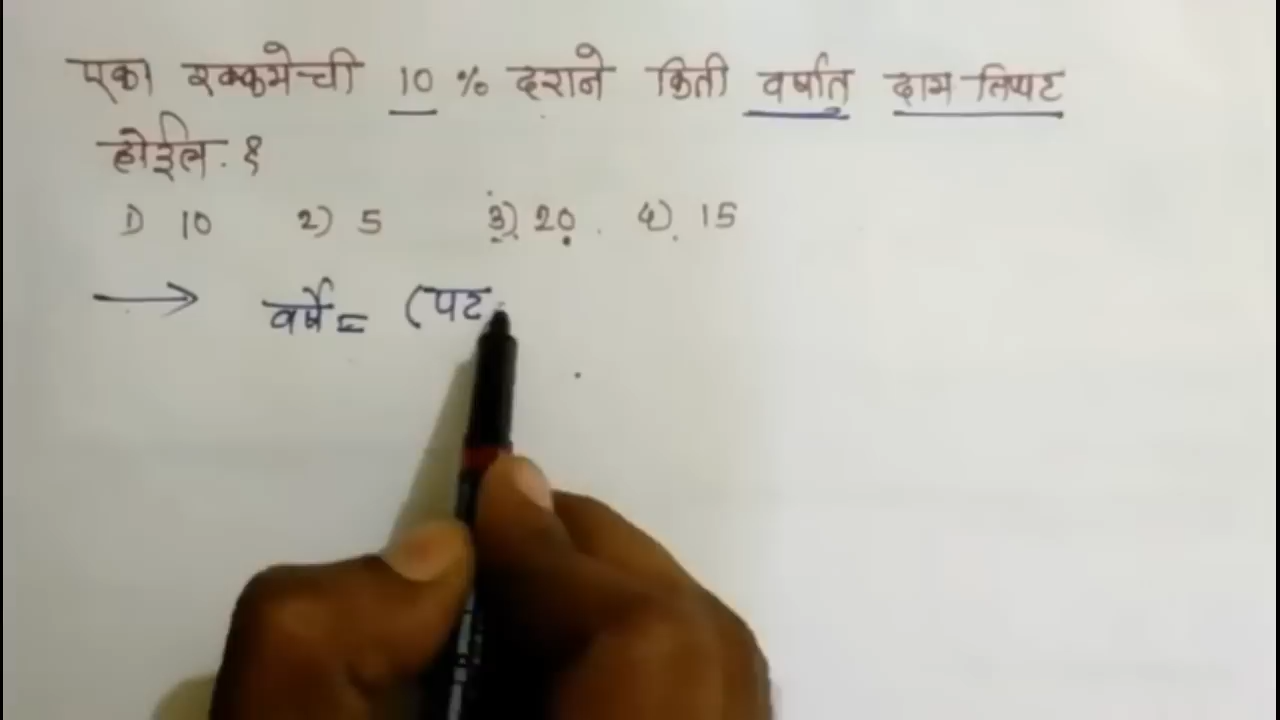 एका रक्कमेची 10 % दराने किती वर्षात दाम तिप्पट
होईल. ?
1) 10 2) 5 3) 20 . 4) 15
→ वर्षे = (पट